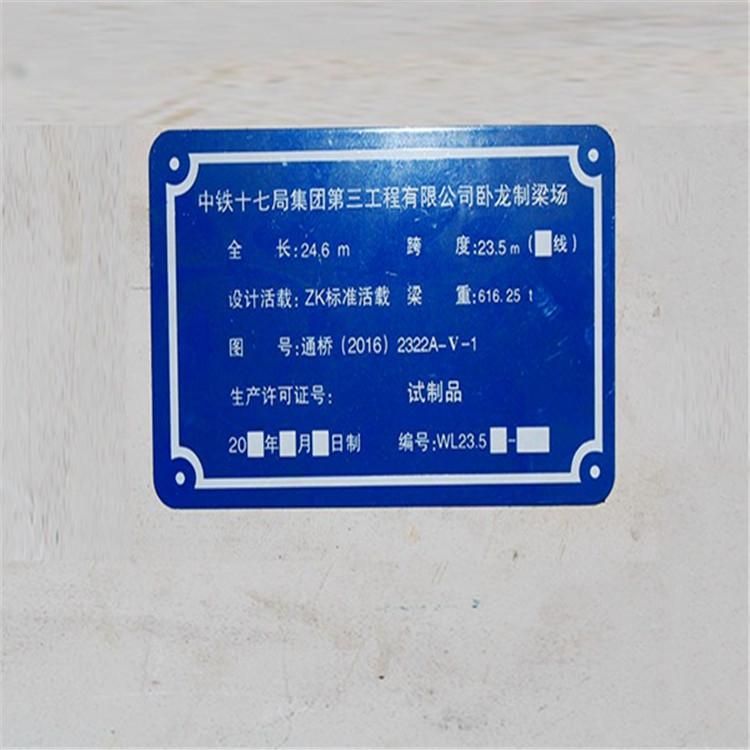 中铁十七局集团第三工程有限公司卧龙制梁场
全 长:24.6 m 跨 度:23.5 m (线)
设计活载:ZK标准活载 梁 重:616.25 t
图 号:通桥(2016)2322A-V-1
生产许可证号: 试制品
20 年 月 日制 编号:WL23.5 -